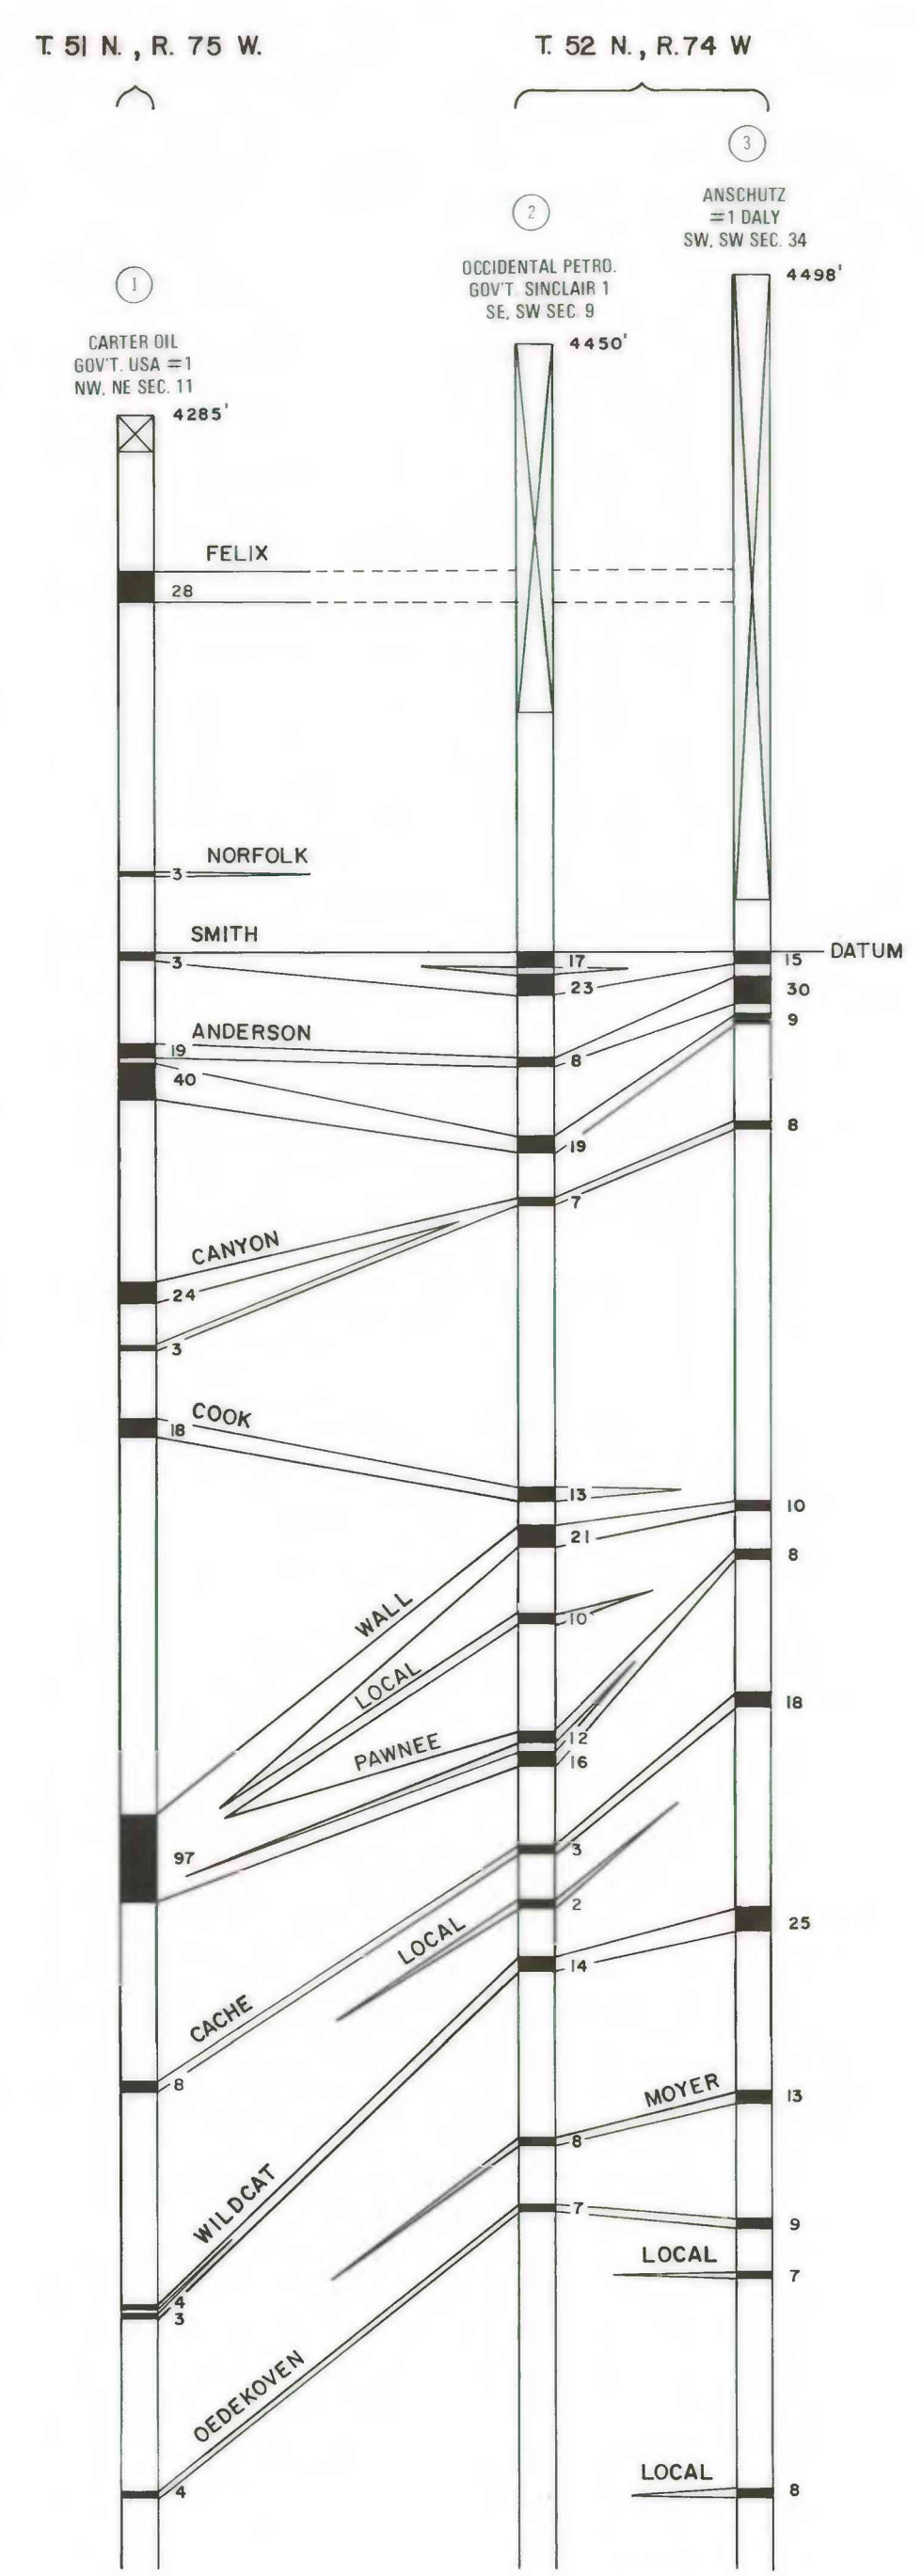 T. 51 N., R. 75 W.
T. 52 N., R. 74 W
3
ANSCHUTZ
=1 DALY
SW, SW SEC. 34
4498'
2
OCCIDENTAL PETRO.
GOV'T. SINCLAIR 1
SE, SW SEC. 9
4450'
1
CARTER OIL
GOV'T. USA =1
NW, NE SEC. 11
4285'
FELIX
28
NORFOLK
3
SMITH
DATUM
3
17
15
23
30
9
ANDERSON
19
8
40
19
8
7
CANYON
24
3
COOK
18
13
10
21
8
WALL
10
LOCAL
18
PAWNEE
12
16
97
3
2
LOCAL
25
14
CACHE
8
MOYER
13
8
WILDCAT
7
9
LOCAL
7
4
3
OEDEKOVEN
LOCAL
8
4